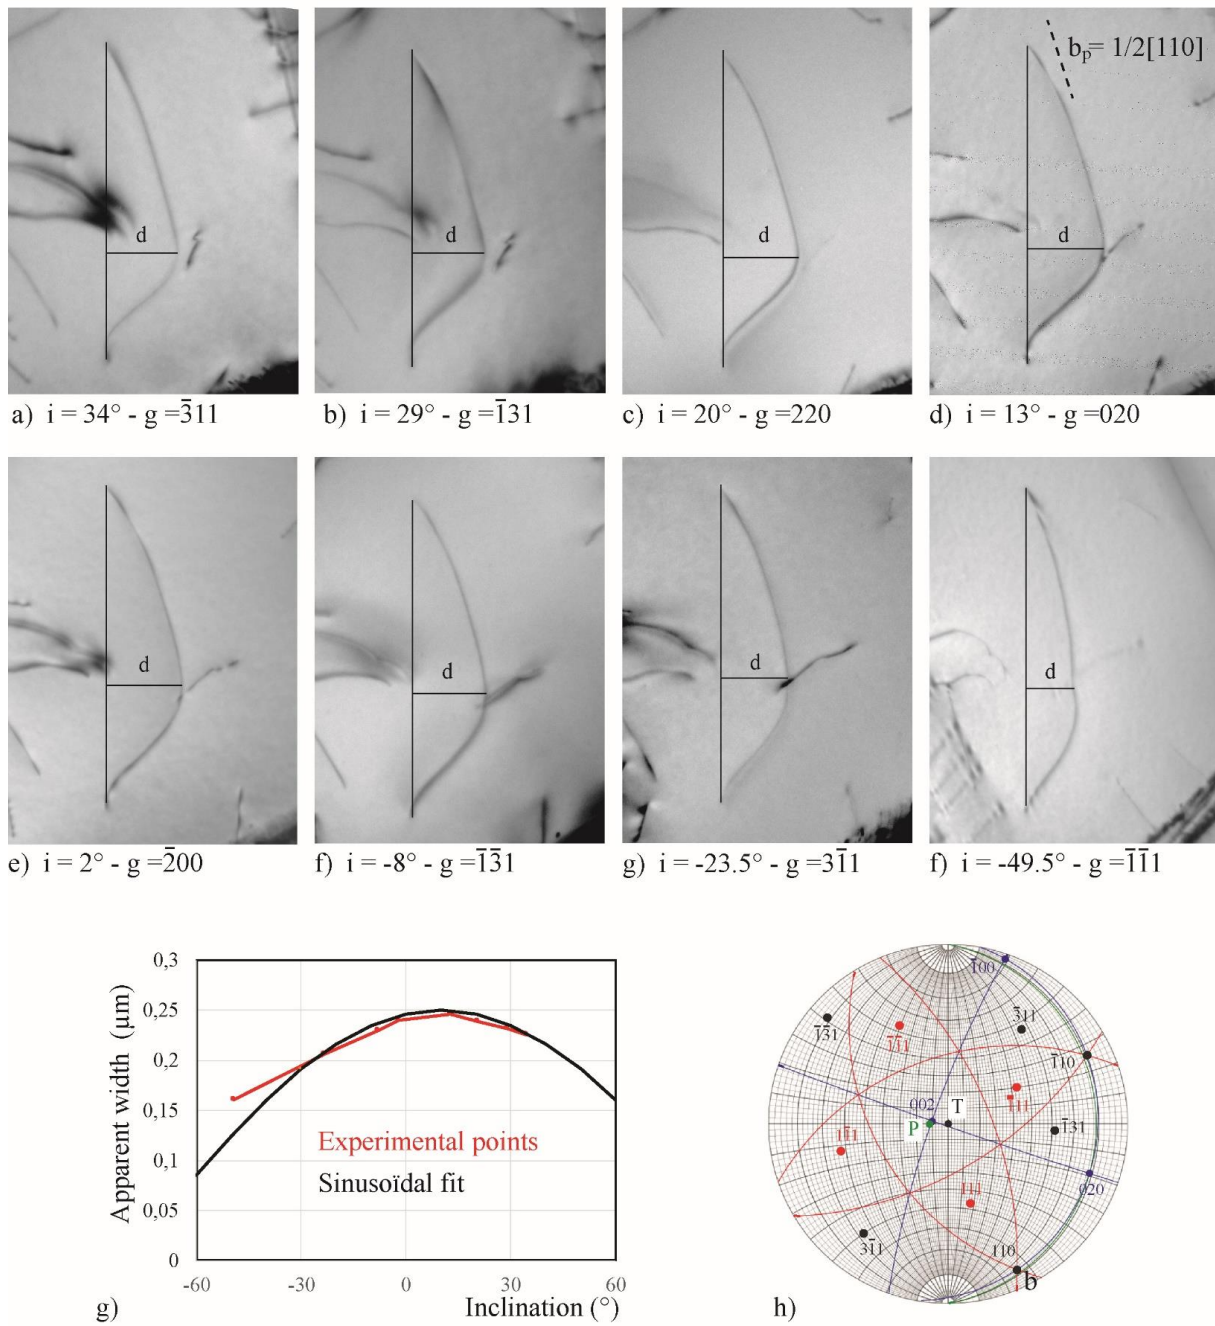 bₚ= 1/2[110]
d
d
d
d
a) i = 34° - g =3̅11
b) i = 29° - g =1̅31
c) i = 20° - g =220
d) i = 13° - g =020
d
d
d
d
e) i = 2° - g =2̅00
f) i = -8° - g =1̅3̅1
g) i = -23.5° - g =31̅1
f) i = -49.5° - g =1̅1̅1
0,3
0,25
0,2
0,15
0,1
0,05
0
-60
-30
0
30
60
Apparent width (µm)
Experimental points
Sinusoïdal fit
Inclination (°)
g)
1̅00
1̅3̅1
1̅1̅1
3̅11
1̅10
1̅11
002
T
P
1̅31
11̅1
020
111
31̅1
110
b
h)